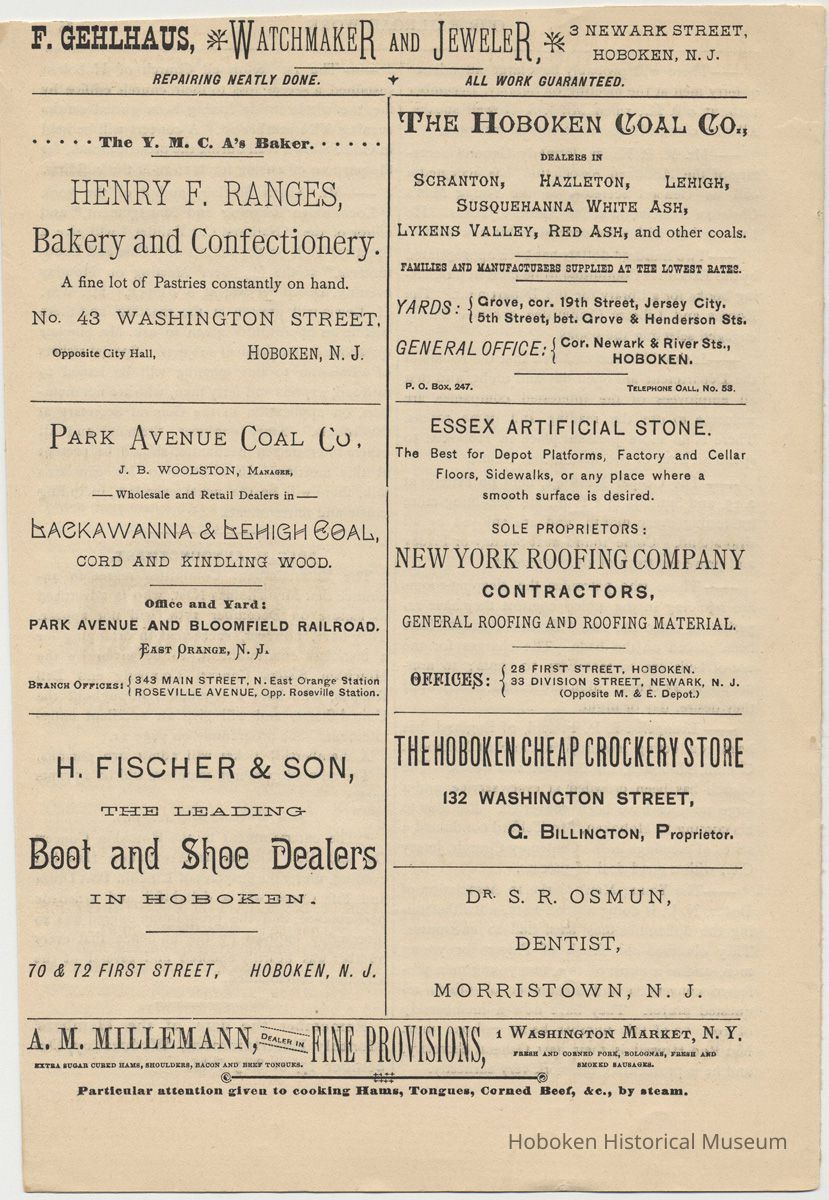 F. GEHLHAUS, WATCHMAKER AND JEWELER, 3 NEWARK STREET, HOBOKEN, N. J.
REPAIRING NEATLY DONE. ALL WORK GUARANTEED.
. . . . . The Y. M. C. A's Baker. . . . . .
HENRY F. RANGES,
Bakery and Confectionery.
A fine lot of Pastries constantly on hand.
No. 43 WASHINGTON STREET,
Opposite City Hall, HOBOKEN, N. J.
PARK AVENUE COAL CO,
J. B. WOOLSTON, MANAGER,
— Wholesale and Retail Dealers in —
LACKAWANNA & LEHIGH COAL,
CORD AND KINDLING WOOD.
Office and Yard:
PARK AVENUE AND BLOOMFIELD RAILROAD.
EAST ORANGE, N. J.
BRANCH OFFICES: { 343 MAIN STREET, N. East Orange Station
ROSEVILLE AVENUE, Opp. Roseville Station.
H. FISCHER & SON,
THE LEADING
Boot and Shoe Dealers
IN HOBOKEN.
70 & 72 FIRST STREET, HOBOKEN, N. J.
THE HOBOKEN COAL CO.,
DEALERS IN
SCRANTON, HAZLETON, LEHIGH,
SUSQUEHANNA WHITE ASH,
LYKENS VALLEY, RED ASH, and other coals.
FAMILIES AND MANUFACTURERS SUPPLIED AT THE LOWEST RATES.
YARDS: { Grove, cor. 19th Street, Jersey City.
5th Street, bet. Grove & Henderson Sts.
GENERAL OFFICE: { Cor. Newark & River Sts.,
HOBOKEN.
P. O. BOX, 247. TELEPHONE CALL, NO. 53.
ESSEX ARTIFICIAL STONE.
The Best for Depot Platforms, Factory and Cellar
Floors, Sidewalks, or any place where a
smooth surface is desired.
SOLE PROPRIETORS:
NEW YORK ROOFING COMPANY
CONTRACTORS,
GENERAL ROOFING AND ROOFING MATERIAL.
OFFICES: { 28 FIRST STREET, HOBOKEN.
33 DIVISION STREET, NEWARK, N. J.
(Opposite M. & E. Depot.)
THE HOBOKEN CHEAP CROCKERY STORE
132 WASHINGTON STREET,
G. BILLINGTON, Proprietor.
DR. S. R. OSMUN,
DENTIST,
MORRISTOWN, N. J.
A. M. MILLEMANN, DEALER IN FINE PROVISIONS, 1 WASHINGTON MARKET, N. Y.
EXTRA SUGAR CURED HAMS, SHOULDERS, BACON AND BEEF TONGUES. FRESH AND CORNED PORK, BOLOGNAS, FRESH AND
SMOKED SAUSAGES.
Particular attention given to cooking Hams, Tongues, Corned Beef, &c., by steam.
Hoboken Historical Museum